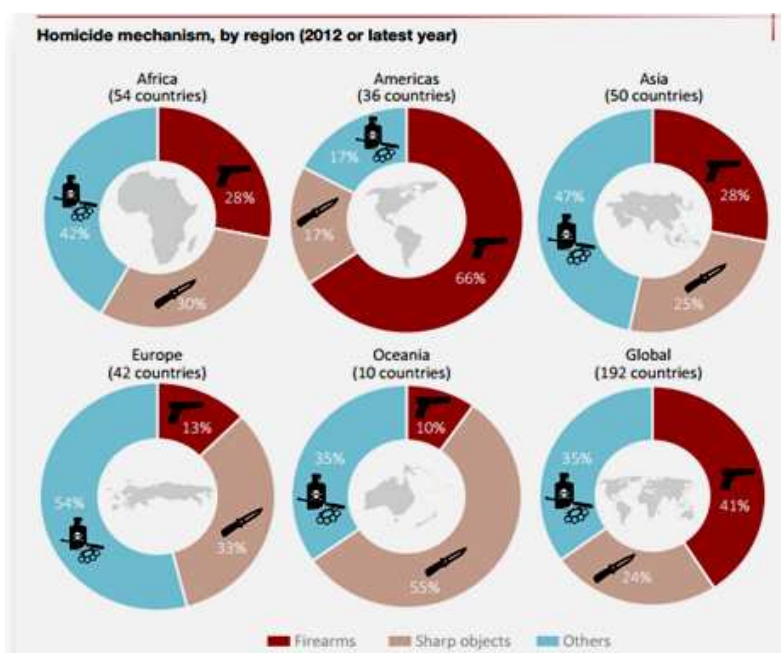 Homicide mechanism, by region (2012 or latest year)
Africa
(54 countries)
28%
42%
30%
Americas
(36 countries)
17%
17%
66%
Asia
(50 countries)
47%
28%
25%
Europe
(42 countries)
13%
54%
33%
Oceania
(10 countries)
10%
35%
55%
Global
(192 countries)
35%
41%
24%
Firearms Sharp objects Others